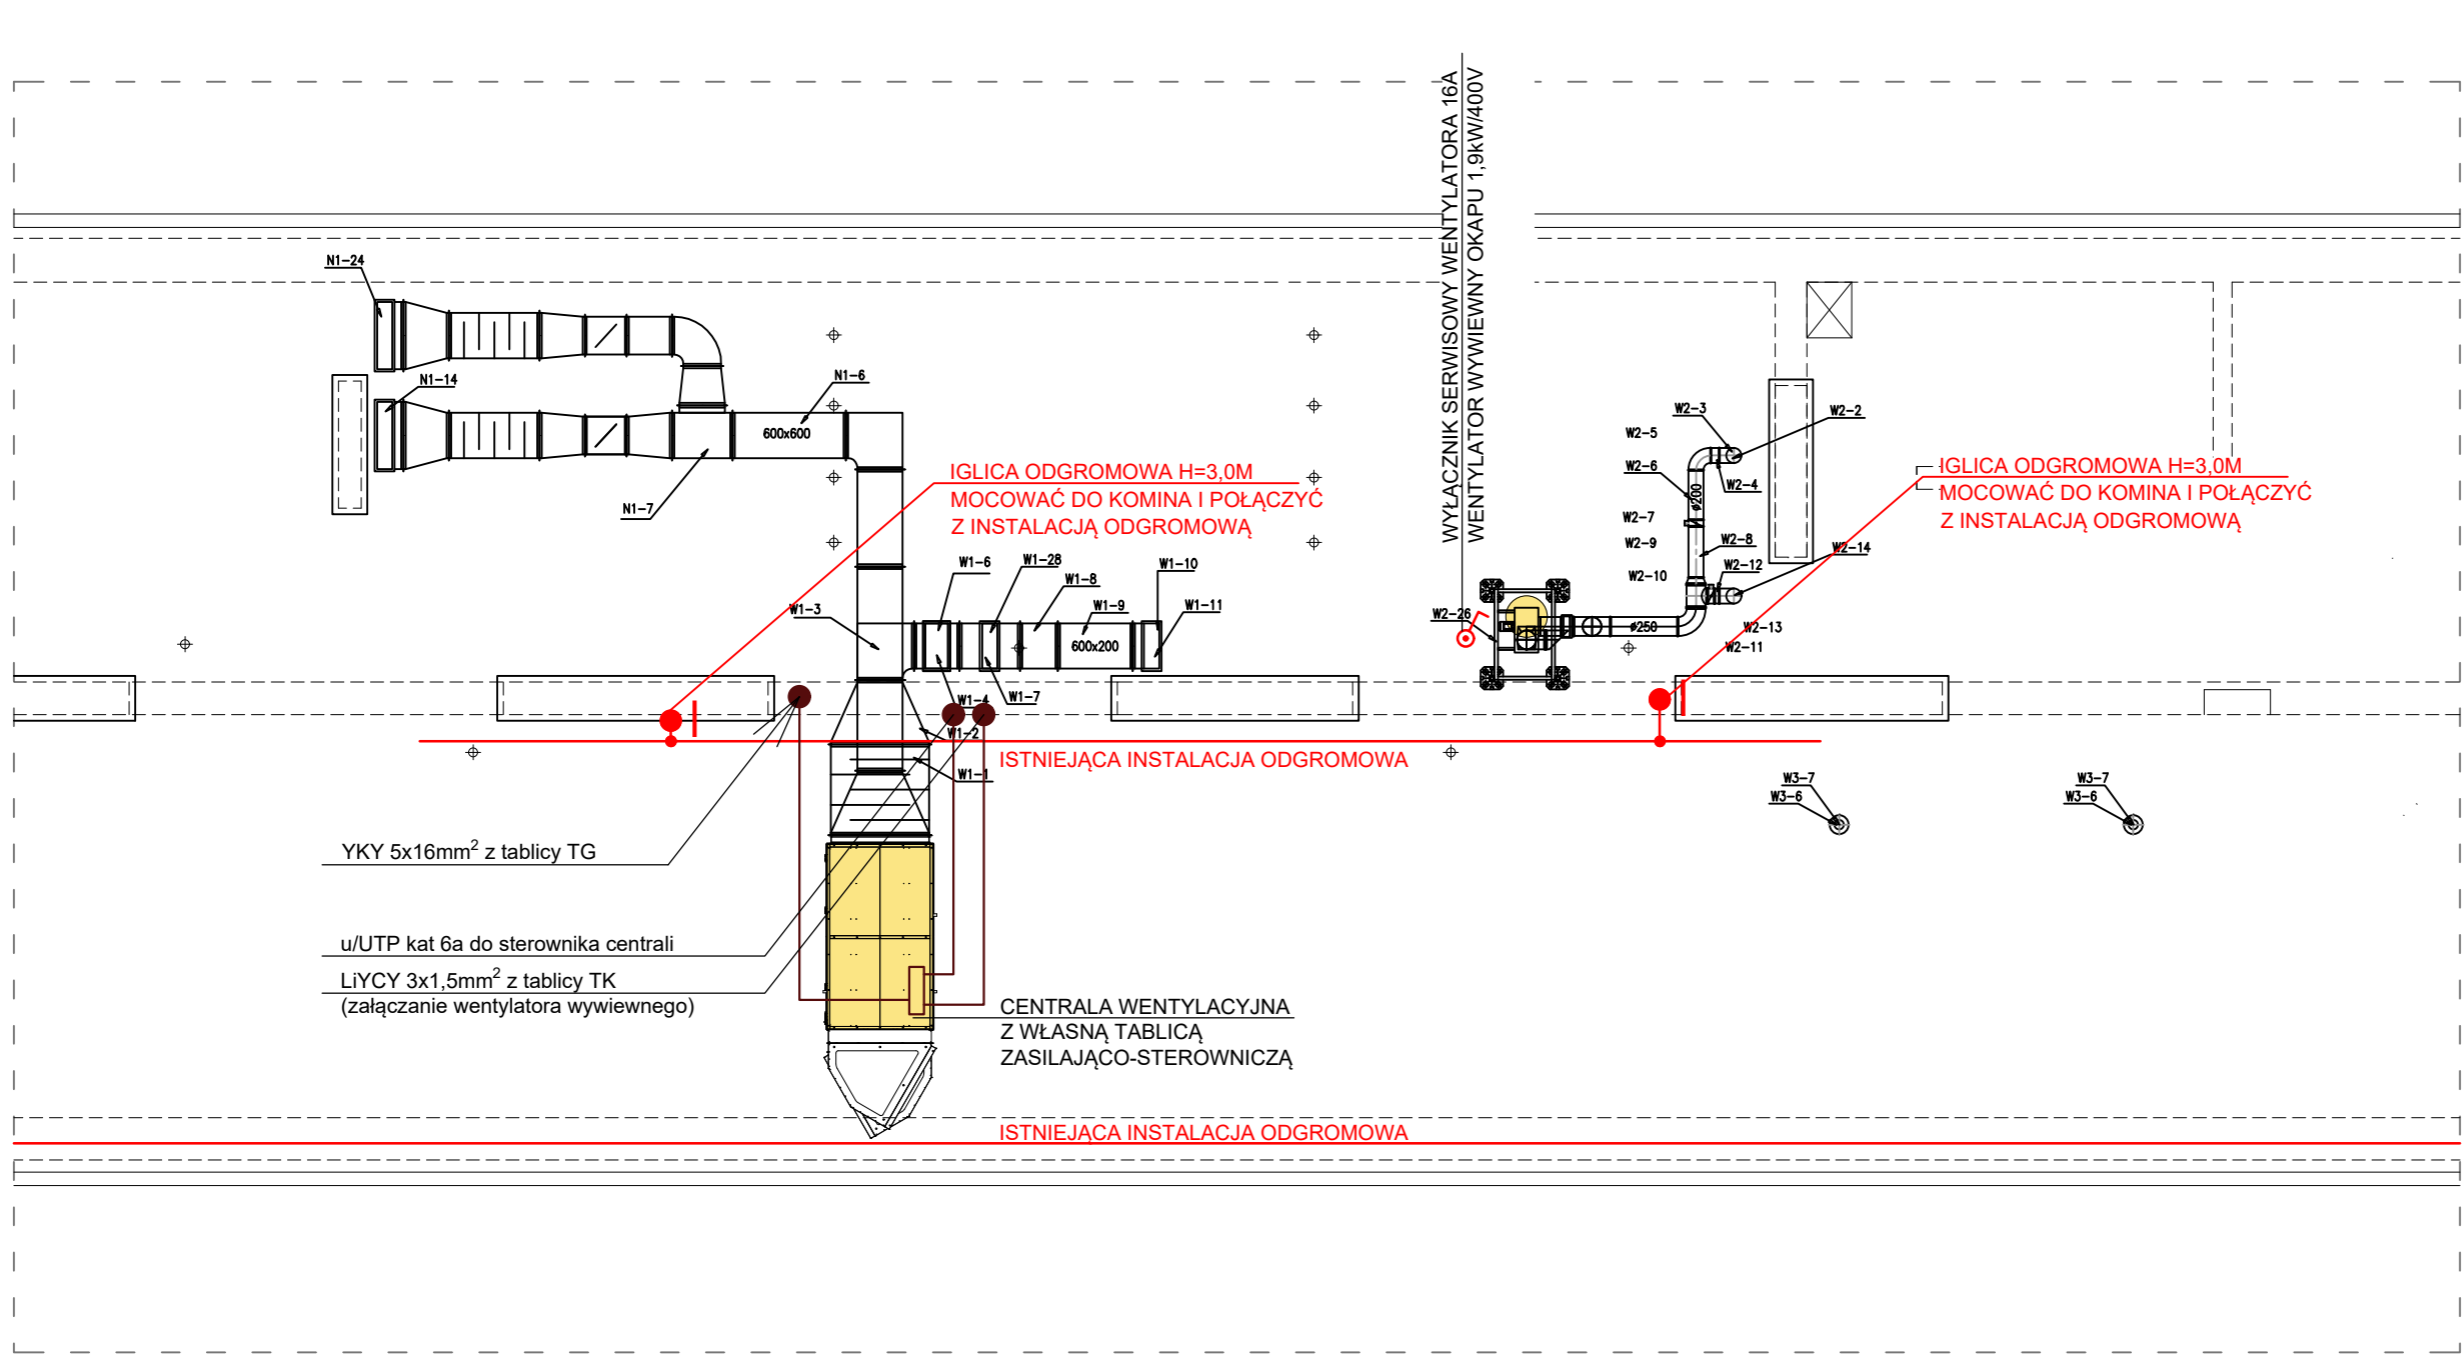 WYŁĄCZNIK SERWISOWY WENTYLATORA 16A
WENTYLATOR WYWIEWNY OKAPU 1,9kW/400V
N1-24
N1-14
N1-6
600x600
N1-7
IGLICA ODGROMOWA H=3,0M
MOCOWAĆ DO KOMINA I POŁĄCZYĆ
Z INSTALACJĄ ODGROMOWĄ
W2-3
W2-2
W2-5
W2-6
ø200
W2-4
W2-7
W2-9
W2-8
W2-14
W2-10
W2-12
IGLICA ODGROMOWA H=3,0M
MOCOWAĆ DO KOMINA I POŁĄCZYĆ
Z INSTALACJĄ ODGROMOWĄ
W1-6
W1-28
W1-8
W1-10
W1-3
W1-9
W1-11
600x200
W2-26
ø250
W2-13
W2-11
W1-4
W1-7
W1-2
W1-1
ISTNIEJĄCA INSTALACJA ODGROMOWA
W3-7
W3-6
W3-7
W3-6
YKY 5x16mm² z tablicy TG
u/UTP kat 6a do sterownika centrali
LiYCY 3x1,5mm² z tablicy TK
(załączanie wentylatora wywiewnego)
CENTRALA WENTYLACYJNA
Z WŁASNĄ TABLICĄ
ZASILAJĄCO-STEROWNICZĄ
ISTNIEJĄCA INSTALACJA ODGROMOWA